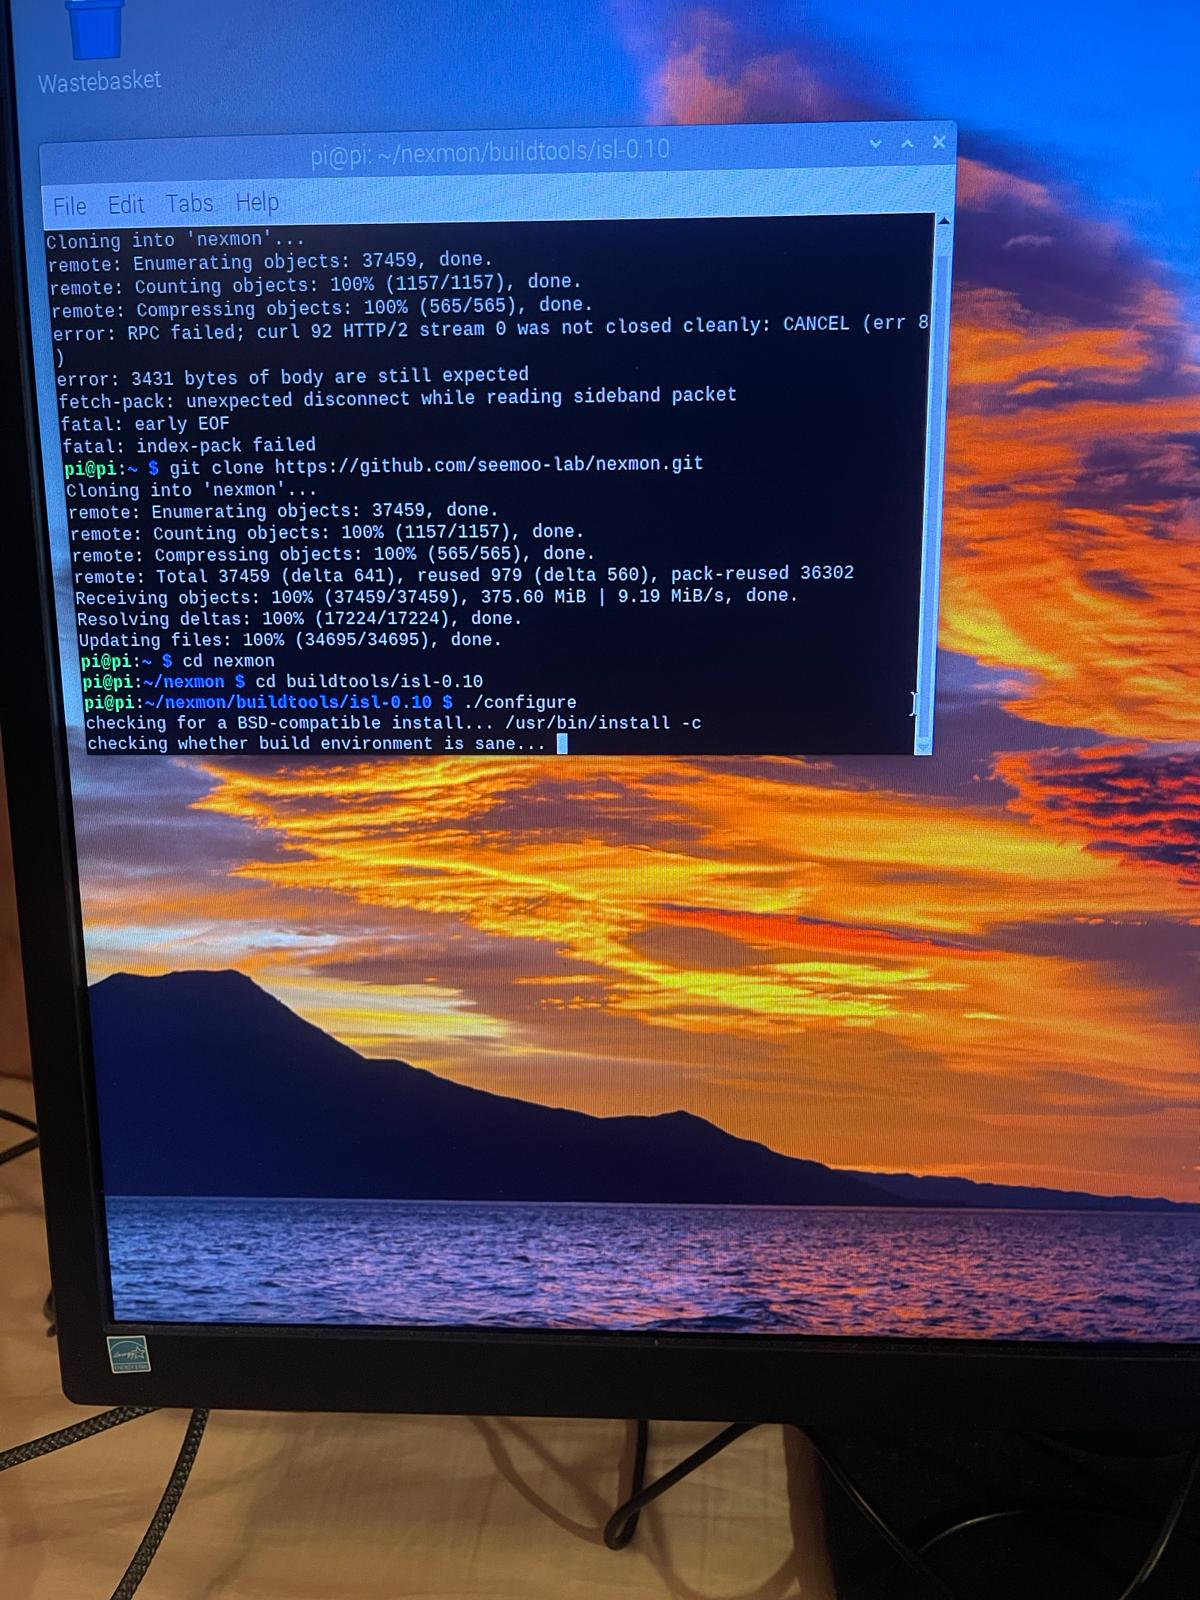 Wastebasket
pi@pi: ~/nexmon/buildtools/isl-0.10
File Edit Tabs Help
Cloning into 'nexmon'...
remote: Enumerating objects: 37459, done.
remote: Counting objects: 100% (1157/1157), done.
remote: Compressing objects: 100% (565/565), done.
error: RPC failed; curl 92 HTTP/2 stream 0 was not closed cleanly: CANCEL (err 8
)
error: 3431 bytes of body are still expected
fetch-pack: unexpected disconnect while reading sideband packet
fatal: early EOF
fatal: index-pack failed
pi@pi:~ $ git clone https://github.com/seemoo-lab/nexmon.git
Cloning into 'nexmon'...
remote: Enumerating objects: 37459, done.
remote: Counting objects: 100% (1157/1157), done.
remote: Compressing objects: 100% (565/565), done.
remote: Total 37459 (delta 641), reused 979 (delta 560), pack-reused 36302
Receiving objects: 100% (37459/37459), 375.60 MiB | 9.19 MiB/s, done.
Resolving deltas: 100% (17224/17224), done.
Updating files: 100% (34695/34695), done.
pi@pi:~ $ cd nexmon
pi@pi:~/nexmon $ cd buildtools/isl-0.10
pi@pi:~/nexmon/buildtools/isl-0.10 $ ./configure
checking for a BSD-compatible install... /usr/bin/install -c
checking whether build environment is sane...
energy
ENERGY STAR